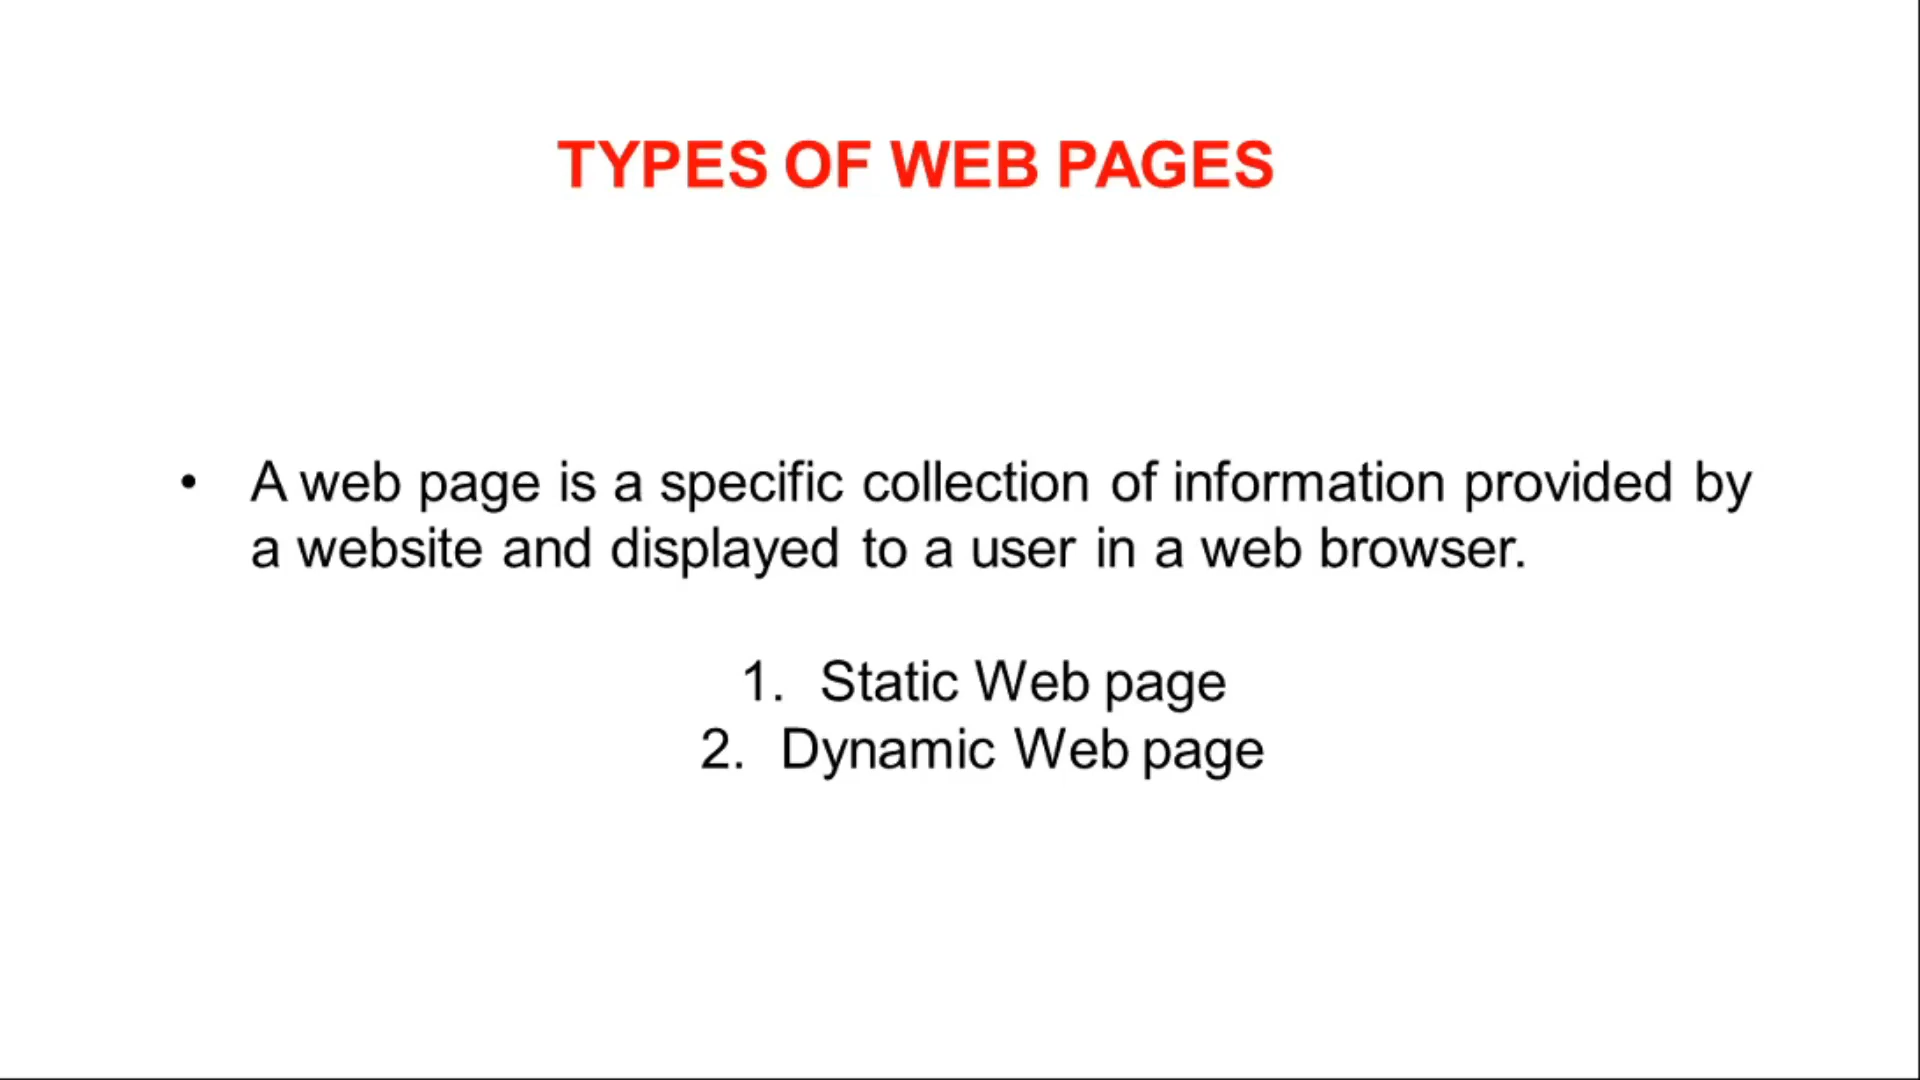 TYPES OF WEB PAGES
• A web page is a specific collection of information provided by
a website and displayed to a user in a web browser.
1. Static Web page
2. Dynamic Web page